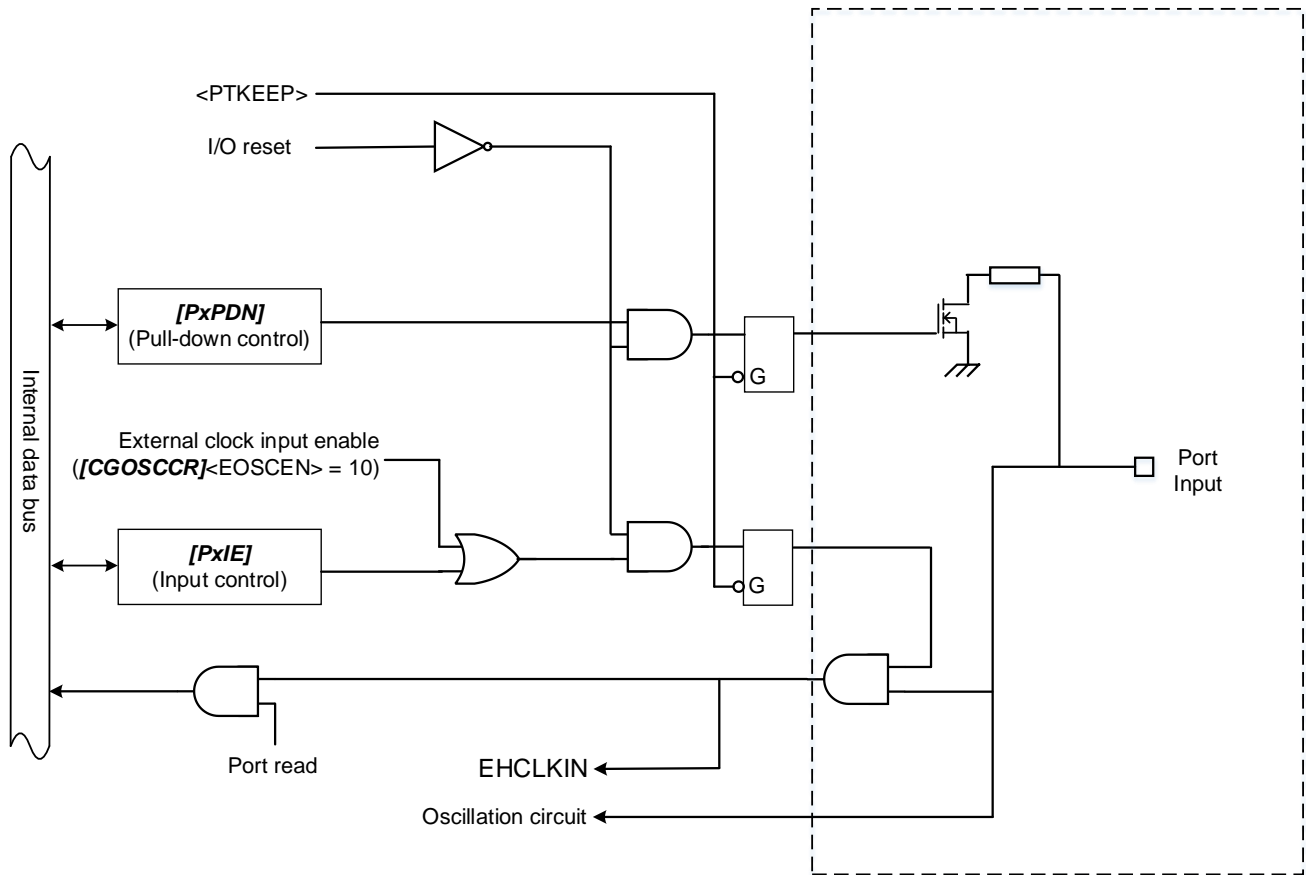 <PTKEEP>
I/O reset
[PxPDN]
(Pull-down control)
G
External clock input enable
([CGOSCCR]<EOSCEN> = 10)
Port
Input
Internal data bus
[PxIE]
(Input control)
G
Port read
EHCLKIN
Oscillation circuit